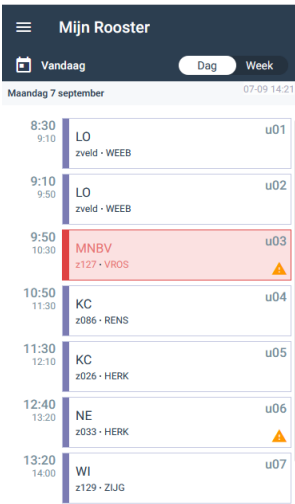 Mijn Rooster
Vandaag Dag Week
Maandag 7 september 07-09 14:21
8:30 LO u01
9:10 zveld • WEEB
9:10 LO u02
9:50 zveld • WEEB
9:50 MNBV u03
10:30 z127 • VROS
10:50 KC u04
11:30 z086 • RENS
11:30 KC u05
12:10 z026 • HERK
12:40 NE u06
13:20 z033 • HERK
13:20 WI u07
14:00 z129 • ZIJG